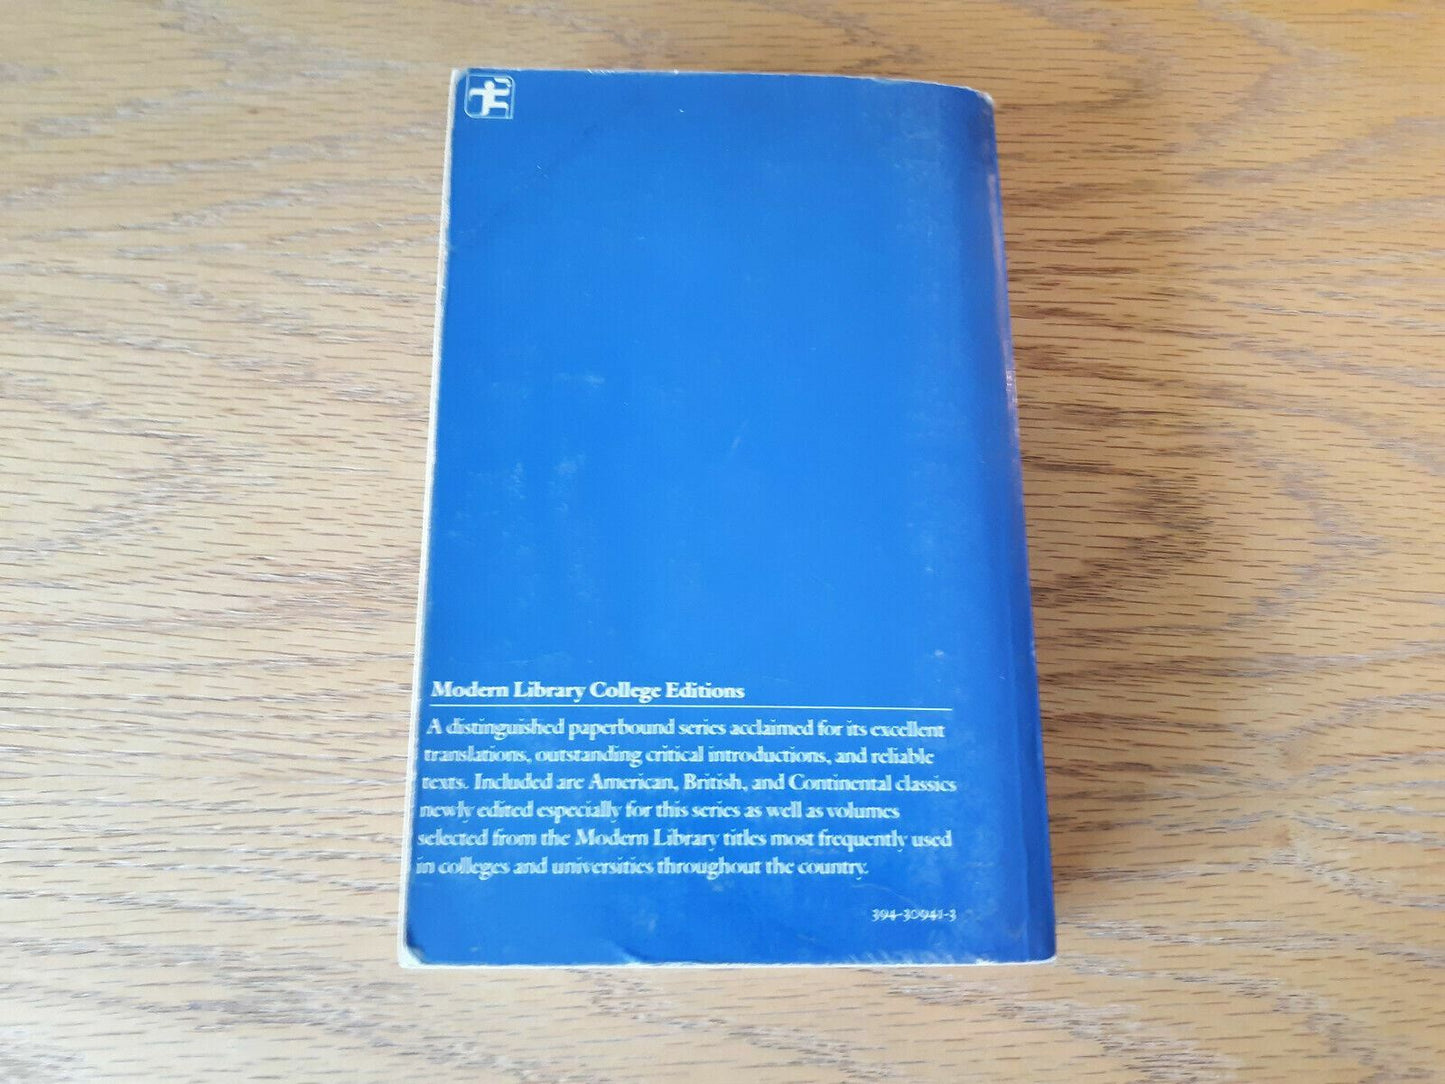 Modern Library College Editions
A distinguished paperbound series acclaimed for its excellent
translations, outstanding critical introductions, and reliable
texts. Included are American, British, and Continental classics
newly edited especially for this series as well as volumes
selected from the Modern Library titles most frequently used
in colleges and universities throughout the country.
394-30941-3